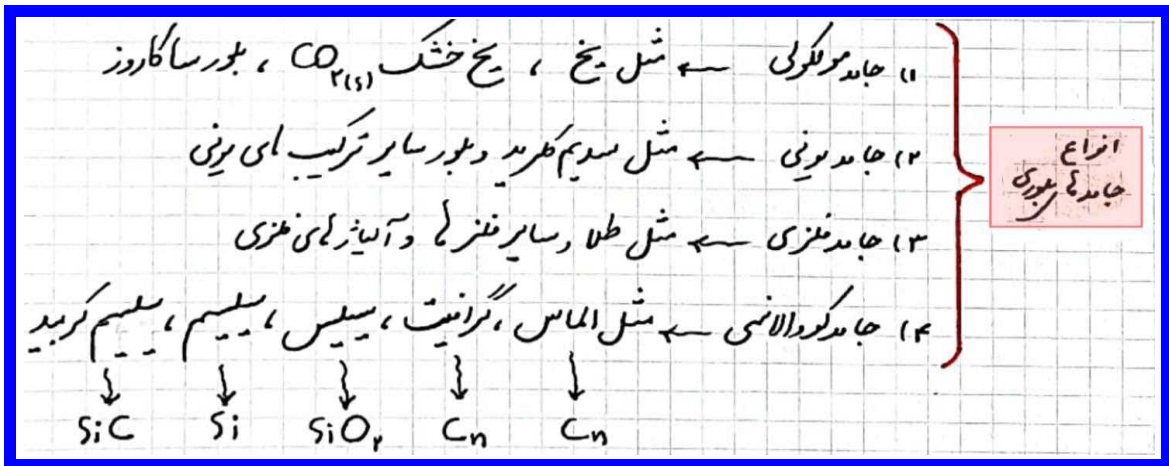 انواع
جامدهای بلوری
۱) جامد مولکولی ← مثل یخ ، یخ خشک CO۲(s) ، بلور ساکاروز
۲) جامد یونی ← مثل سدیم کلرید و بلور سایر ترکیب های یونی
۳) جامد فلزی ← مثل طلا و سایر فلزها و آلیاژهای فلزی
۴) جامد کووالانسی ← مثل الماس ، گرافیت ، سیلیس ، سیلیسیم ، سیلیسیم کربید
SiC Si SiO۲ Cn Cn